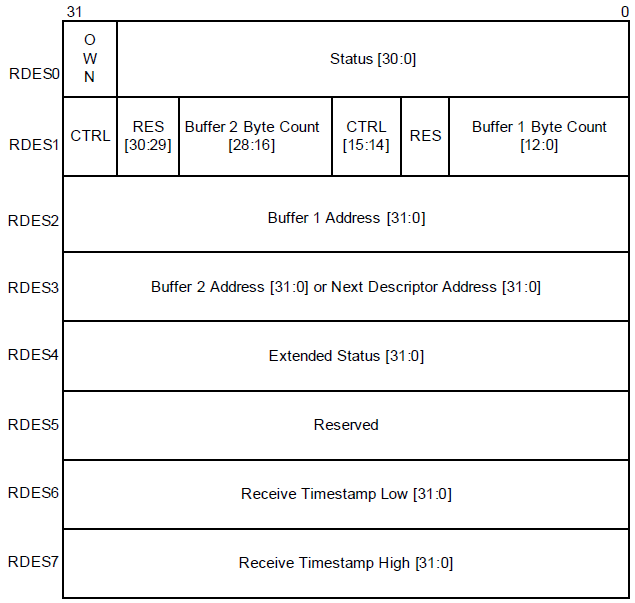 31 0
O
W
N
Status [30:0]
RDES0
CTRL
RES
[30:29]
Buffer 2 Byte Count
[28:16]
CTRL
[15:14]
RES
Buffer 1 Byte Count
[12:0]
RDES1
Buffer 1 Address [31:0]
RDES2
Buffer 2 Address [31:0] or Next Descriptor Address [31:0]
RDES3
Extended Status [31:0]
RDES4
Reserved
RDES5
Receive Timestamp Low [31:0]
RDES6
Receive Timestamp High [31:0]
RDES7